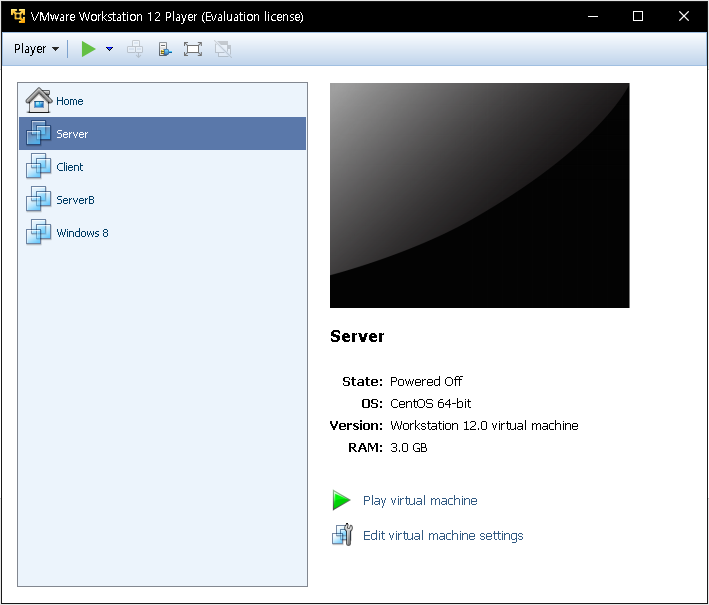 VMware Workstation 12 Player (Evaluation license)
Player
Home
Server
Client
ServerB
Windows 8
Server
State: Powered Off
OS: CentOS 64-bit
Version: Workstation 12.0 virtual machine
RAM: 3.0 GB
Play virtual machine
Edit virtual machine settings